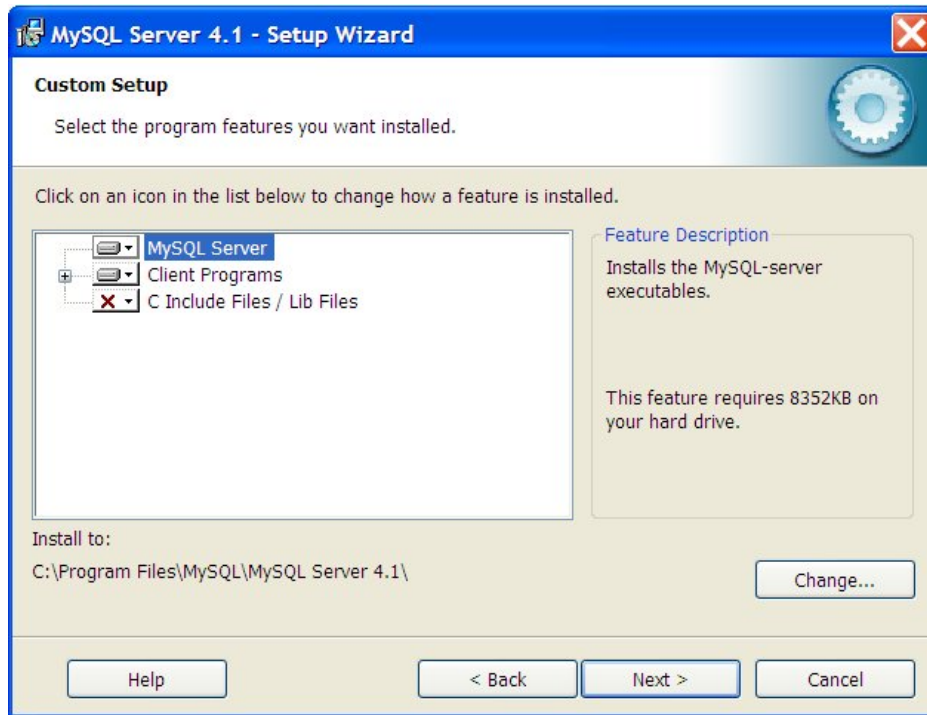 MySQL Server 4.1 - Setup Wizard
Custom Setup
Select the program features you want installed.
Click on an icon in the list below to change how a feature is installed.
MySQL Server
Client Programs
C Include Files / Lib Files
Feature Description
Installs the MySQL-server
executables.
This feature requires 8352KB on
your hard drive.
Install to:
C:\Program Files\MySQL\MySQL Server 4.1\
Change...
Help
< Back
Next >
Cancel